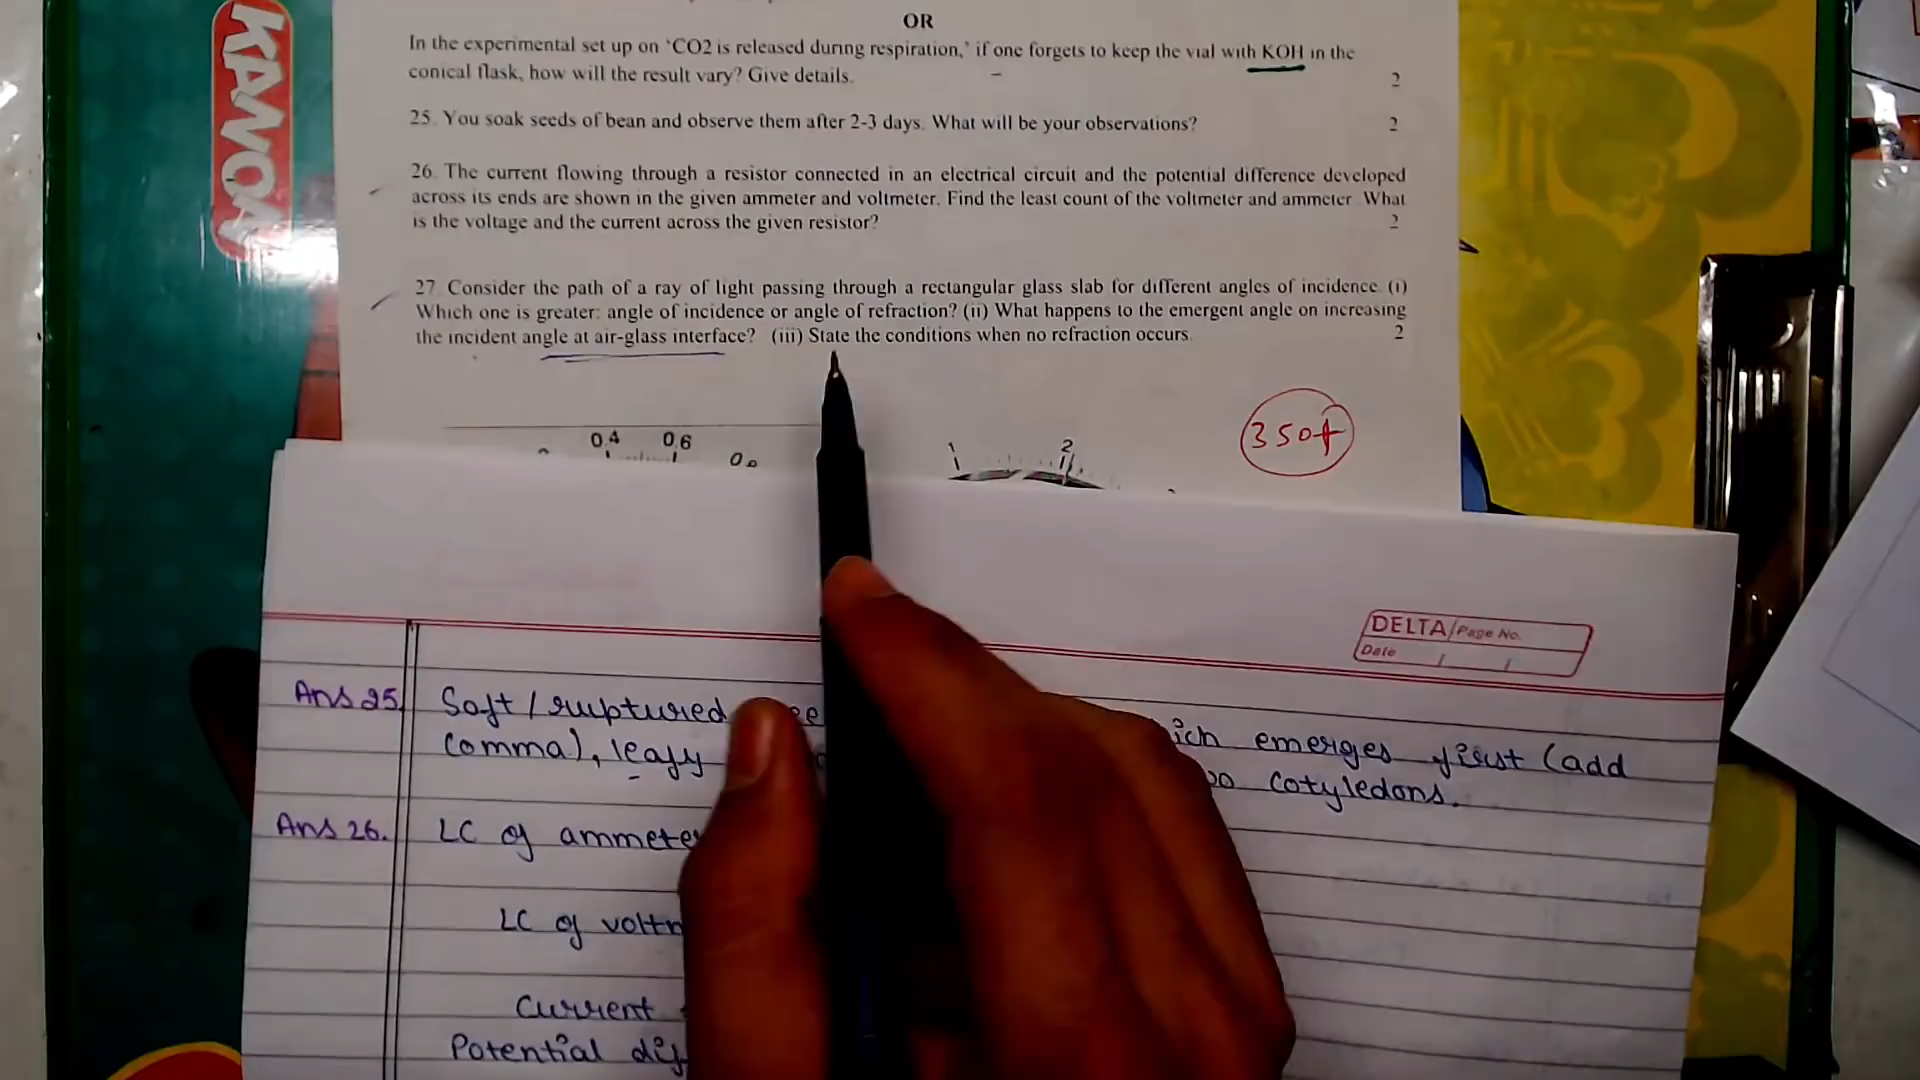 KANOA
OR
In the experimental set up on 'CO2 is released during respiration,' if one forgets to keep the vial with KOH in the
conical flask, how will the result vary? Give details. 2
25. You soak seeds of bean and observe them after 2-3 days. What will be your observations? 2
26. The current flowing through a resistor connected in an electrical circuit and the potential difference developed
across its ends are shown in the given ammeter and voltmeter. Find the least count of the voltmeter and ammeter. What
is the voltage and the current across the given resistor? 2
27. Consider the path of a ray of light passing through a rectangular glass slab for different angles of incidence. (i)
Which one is greater: angle of incidence or angle of refraction? (ii) What happens to the emergent angle on increasing
the incident angle at air-glass interface? (iii) State the conditions when no refraction occurs. 2
350+
0.4 0.6
1 2
DELTA Page No.
Date / /
Ans 25. Soft / ruptured emerges first (add
comma), leafy cotyledons.
Ans 26. LC of
LC of
Current
Potential